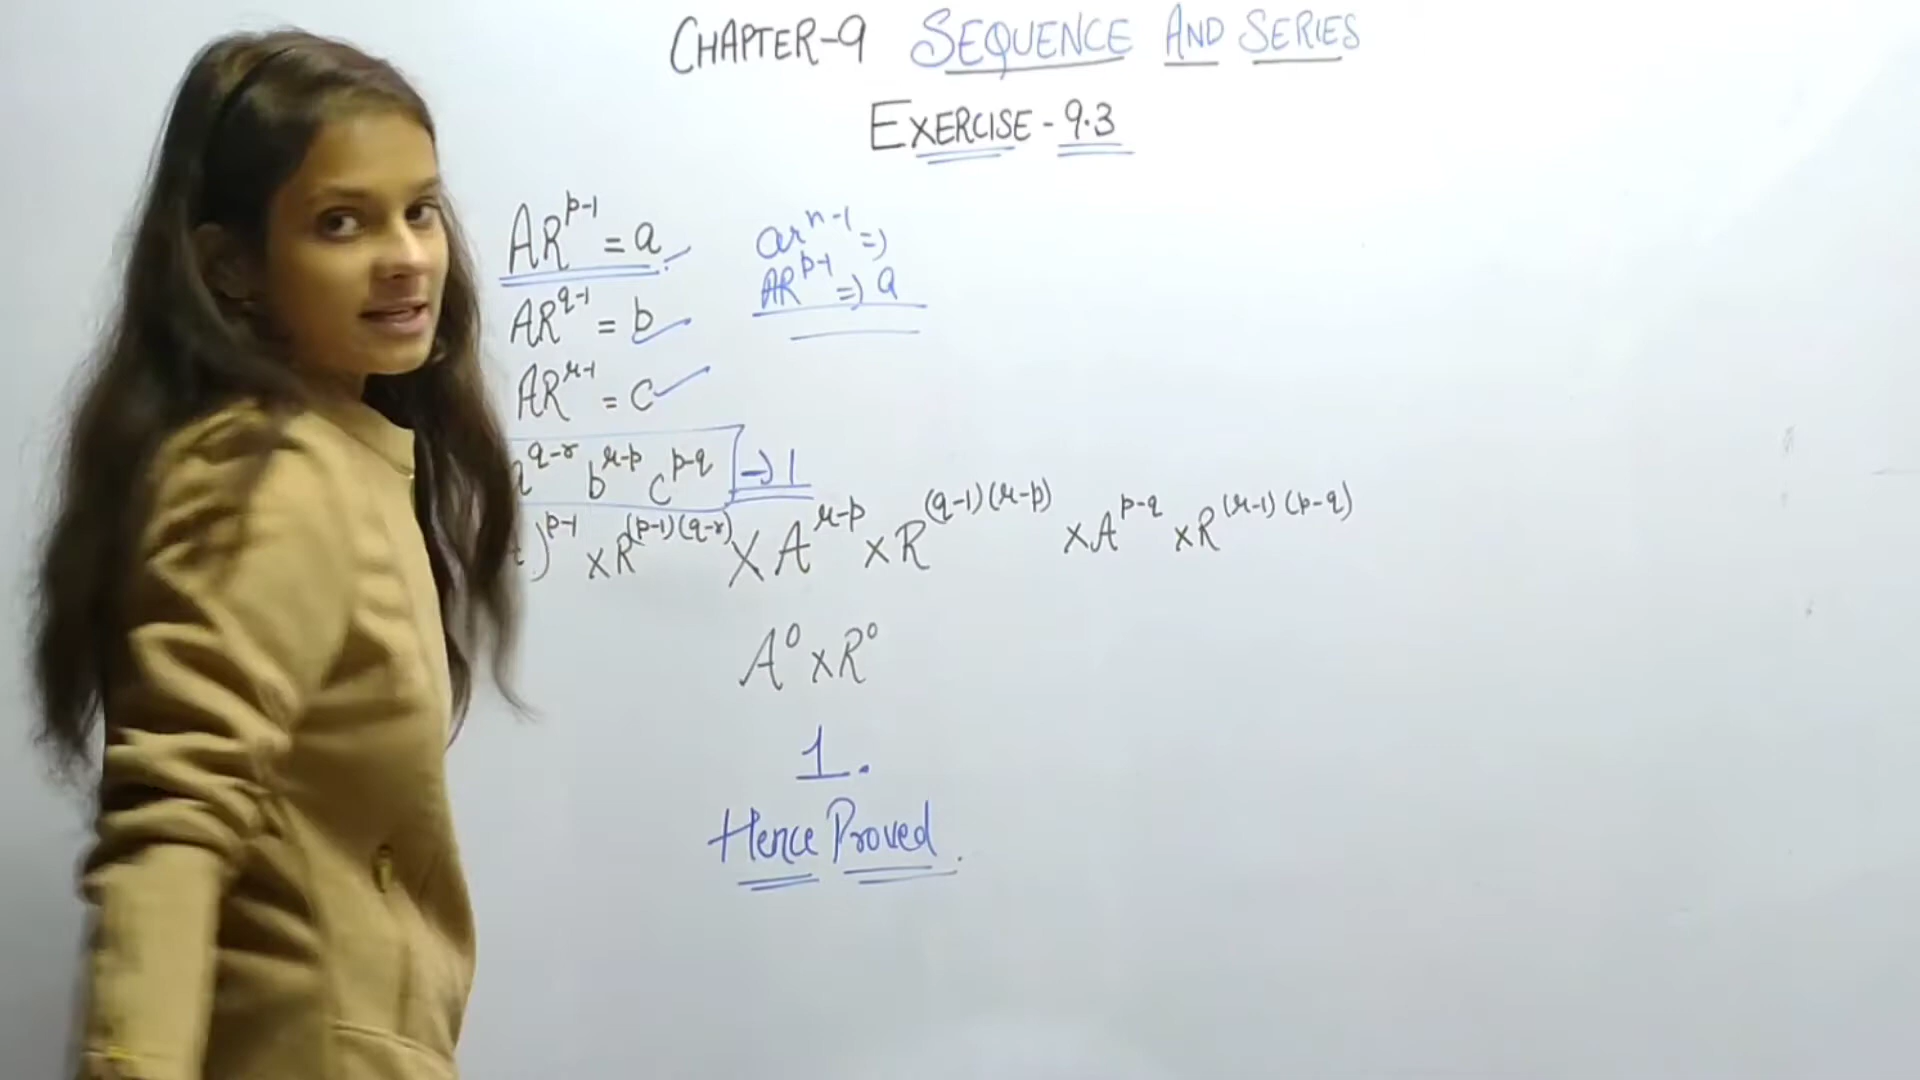 CHAPTER-9 SEQUENCE AND SERIES
EXERCISE - 9.3
AR^{p-1} = a
AR^{q-1} = b
AR^{r-1} = c
ar^{n-1} =>
AR^{p-1} => a
a^{q-r} b^{r-p} c^{p-q} → 1
)^{p-1} × R^{(p-1)(q-r)} × A^{r-p} × R^{(q-1)(r-p)} × A^{p-q} × R^{(r-1)(p-q)}
A^0 × R^0
1.
Hence Proved.